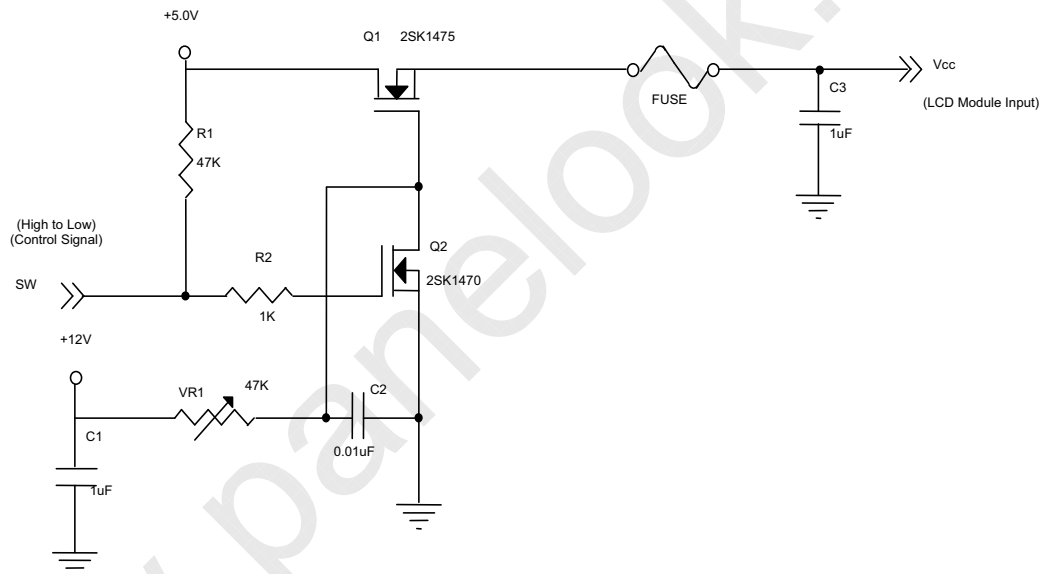 +5.0V
Q1 2SK1475
Vcc
C3
FUSE
(LCD Module Input)
R1
1uF
47K
(High to Low)
(Control Signal)
Q2
R2
2SK1470
SW
1K
+12V
VR1
47K
C2
C1
0.01uF
1uF
panelook.